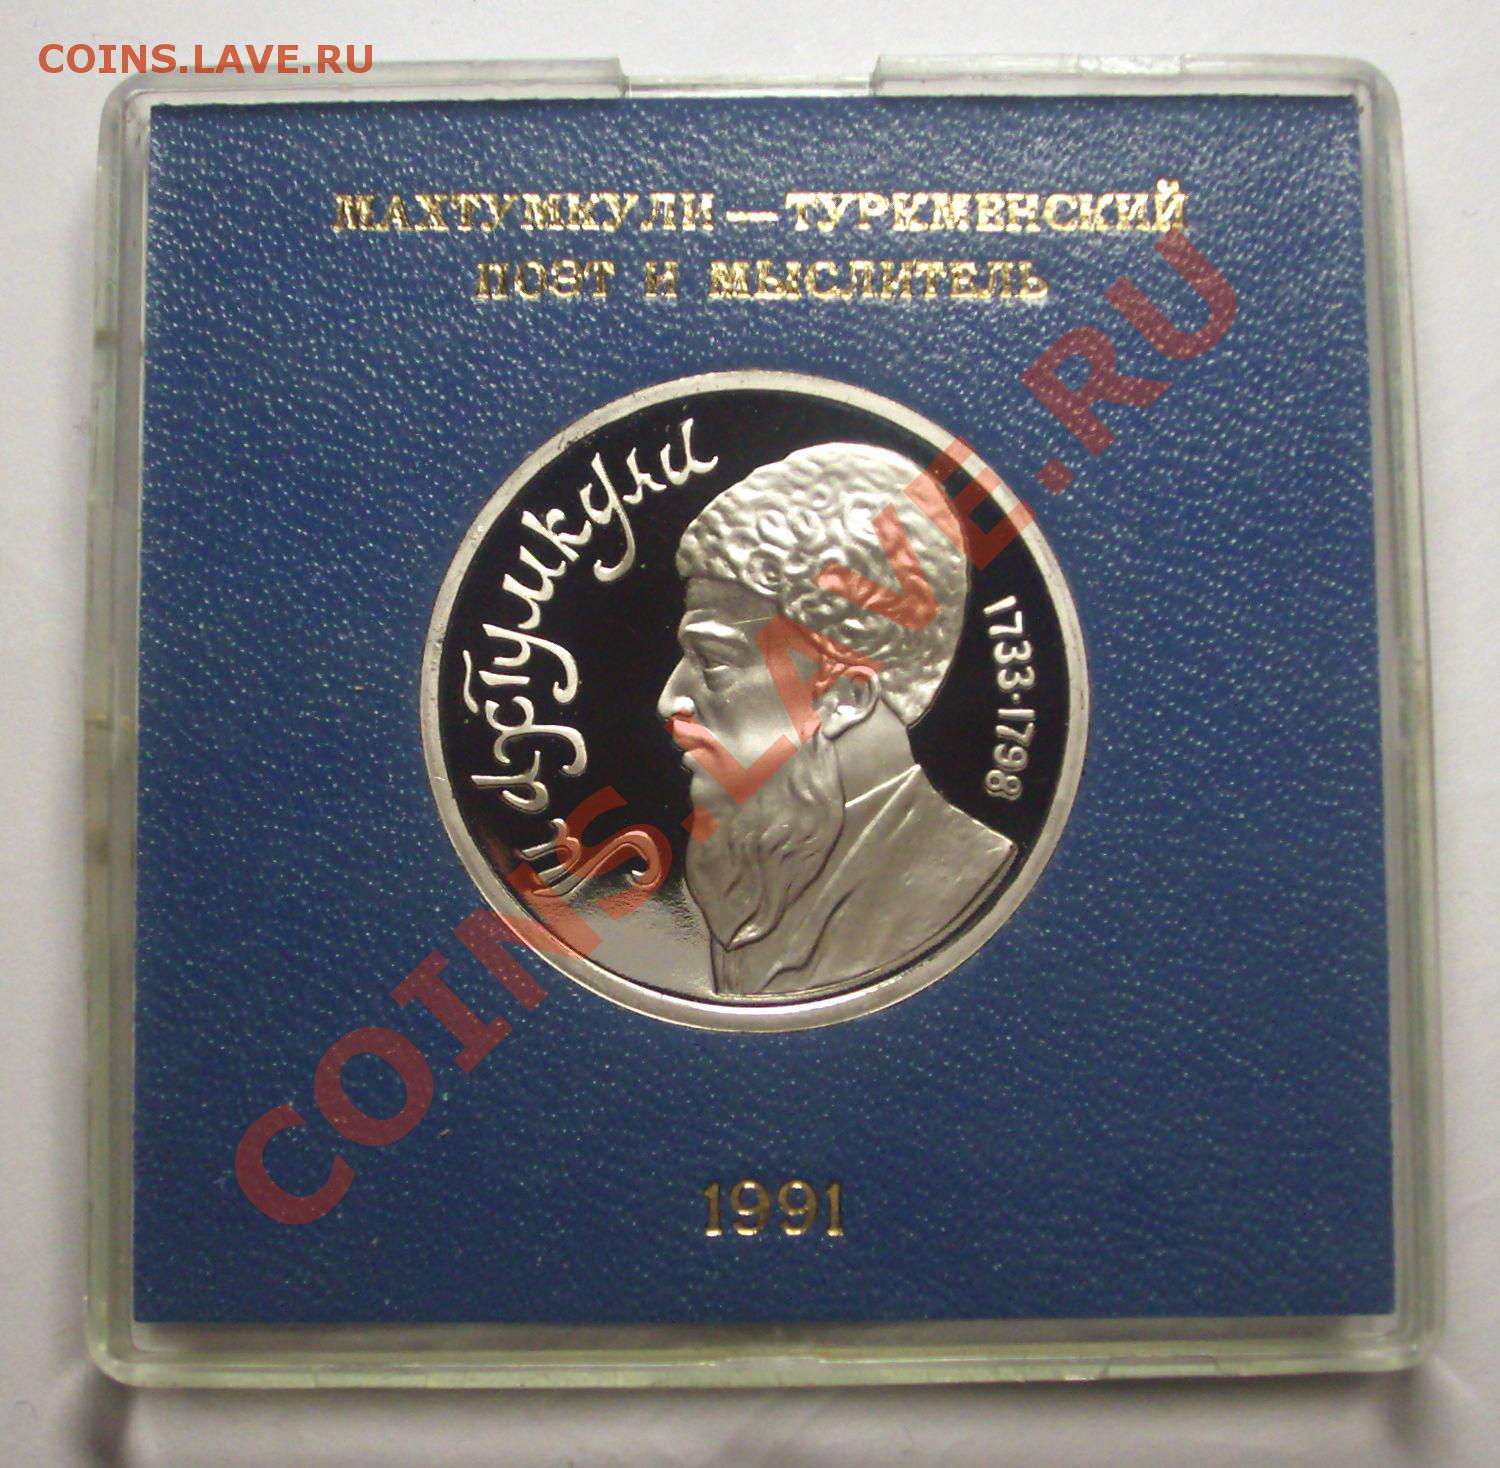 COINS.LAVE.RU
МАХТУМКУЛИ — ТУРКМЕНСКИЙ
ПОЭТ И МЫСЛИТЕЛЬ
Махтумкули
1733·1798
COINS.LAVE.RU
1991